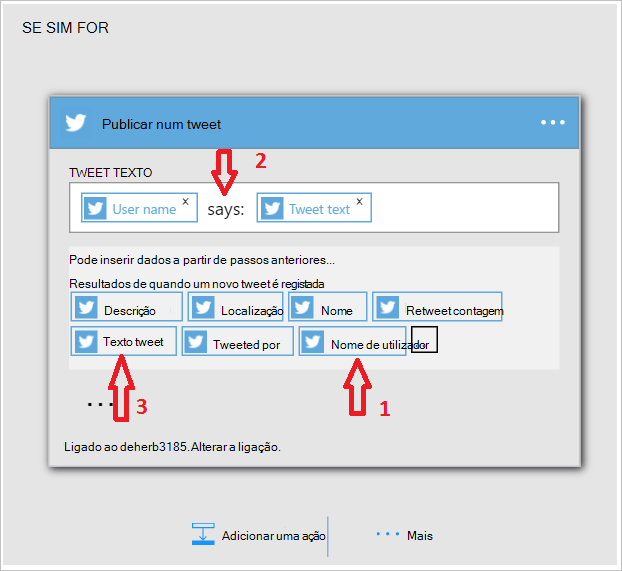 SE SIM FOR
Publicar num tweet
2
TWEET TEXTO
User name x says: Tweet text x
Pode inserir dados a partir de passos anteriores...
Resultados de quando um novo tweet é registada
Descrição Localização Nome Retweet contagem
Texto tweet Tweeted por Nome de utilizador
... 3 1
Ligado ao deherb3185.Alterar a ligação.
Adicionar uma ação ... Mais